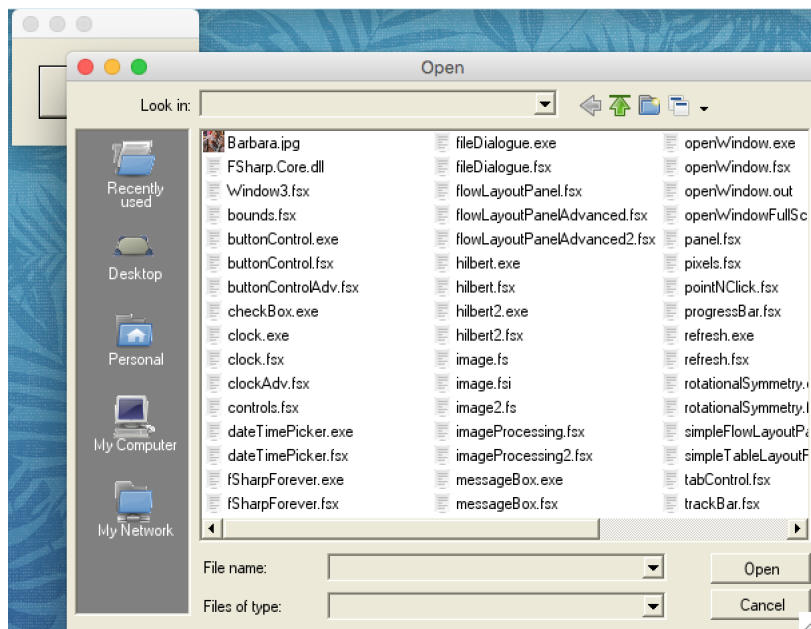 Open
Look in:
Recently
used
Desktop
Personal
My Computer
My Network
Barbara.jpg
FSharp.Core.dll
Window3.fsx
bounds.fsx
buttonControl.exe
buttonControl.fsx
buttonControlAdv.fsx
checkBox.exe
clock.exe
clock.fsx
clockAdv.fsx
controls.fsx
dateTimePicker.exe
dateTimePicker.fsx
fSharpForever.exe
fSharpForever.fsx
fileDialogue.exe
fileDialogue.fsx
flowLayoutPanel.fsx
flowLayoutPanelAdvanced.fsx
flowLayoutPanelAdvanced2.fsx
hilbert.exe
hilbert.fsx
hilbert2.exe
hilbert2.fsx
image.fs
image.fsi
image2.fs
imageProcessing.fsx
imageProcessing2.fsx
messageBox.exe
messageBox.fsx
openWindow.exe
openWindow.fsx
openWindow.out
openWindowFullSc
panel.fsx
pixels.fsx
pointNClick.fsx
progressBar.fsx
refresh.exe
refresh.fsx
rotationalSymmetry.
rotationalSymmetry.
simpleFlowLayoutPa
simpleTableLayoutF
tabControl.fsx
trackBar.fsx
File name:
Open
Files of type:
Cancel